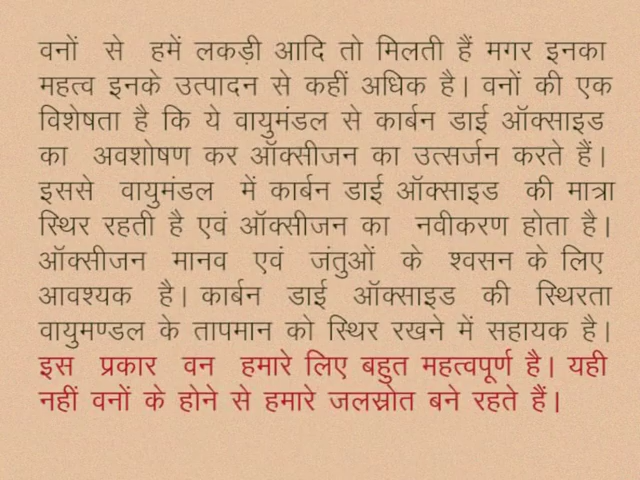 वनों से हमें लकड़ी आदि तो मिलती हैं मगर इनका
महत्व इनके उत्पादन से कहीं अधिक है। वनों की एक
विशेषता है कि ये वायुमंडल से कार्बन डाई ऑक्साइड
का अवशोषण कर ऑक्सीजन का उत्सर्जन करते हैं।
इससे वायुमंडल में कार्बन डाई ऑक्साइड की मात्रा
स्थिर रहती है एवं ऑक्सीजन का नवीकरण होता है।
ऑक्सीजन मानव एवं जंतुओं के श्वसन के लिए
आवश्यक है। कार्बन डाई ऑक्साइड की स्थिरता
वायुमण्डल के तापमान को स्थिर रखने में सहायक है।
इस प्रकार वन हमारे लिए बहुत महत्वपूर्ण है। यही
नहीं वनों के होने से हमारे जलस्रोत बने रहते हैं।